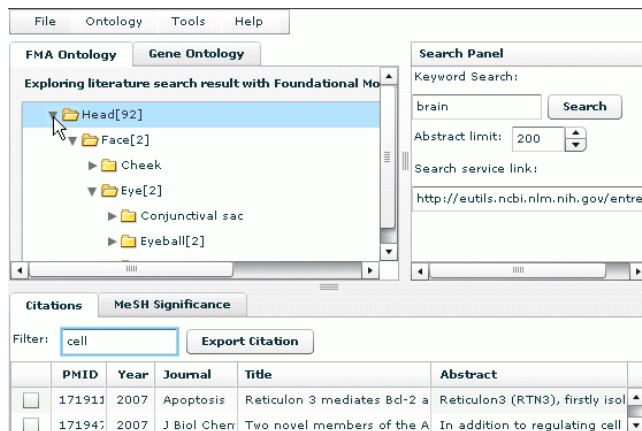 File Ontology Tools Help
FMA Ontology Gene Ontology
Exploring literature search result with Foundational Mo
Head[92]
Face[2]
Cheek
Eye[2]
Conjunctival sac
Eyeball[2]
Search Panel
Keyword Search:
brain Search
Abstract limit: 200
Search service link:
http://eutils.ncbi.nlm.nih.gov/entre
Citations MeSH Significance
Filter: cell Export Citation
PMID Year Journal Title Abstract
171911 2007 Apoptosis Reticulon 3 mediates Bcl-2 a Reticulon3 (RTN3), firstly isol
171947 2007 J Biol Chem Two novel members of the A In addition to regulating cell